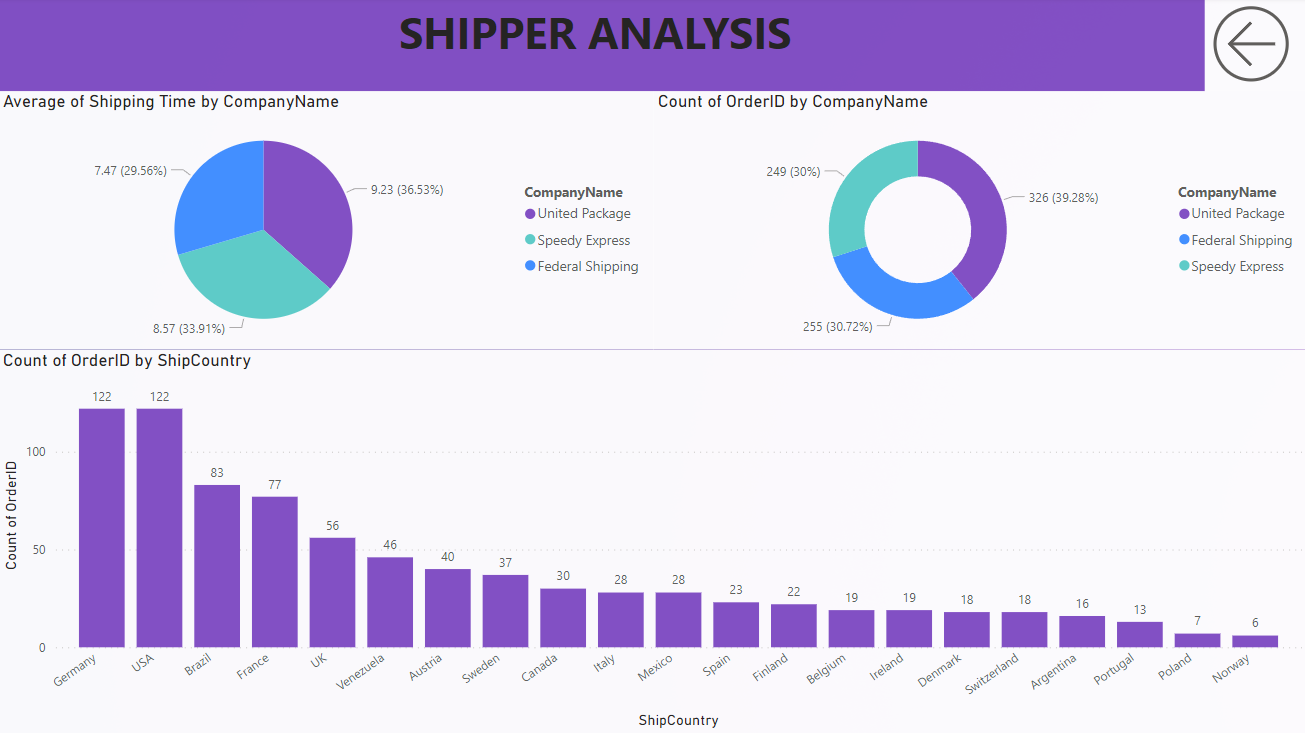 SHIPPER ANALYSIS
Average of Shipping Time by CompanyName
7.47 (29.56%)
9.23 (36.53%)
8.57 (33.91%)
CompanyName
United Package
Speedy Express
Federal Shipping
Count of OrderID by CompanyName
249 (30%)
326 (39.28%)
255 (30.72%)
CompanyName
United Package
Federal Shipping
Speedy Express
Count of OrderID by ShipCountry
Count of OrderID
100
50
0
122
122
83
77
56
46
40
37
30
28
28
23
22
19
19
18
18
16
13
7
6
Germany
USA
Brazil
France
UK
Venezuela
Austria
Sweden
Canada
Italy
Mexico
Spain
Finland
Belgium
Ireland
Denmark
Switzerland
Argentina
Portugal
Poland
Norway
ShipCountry